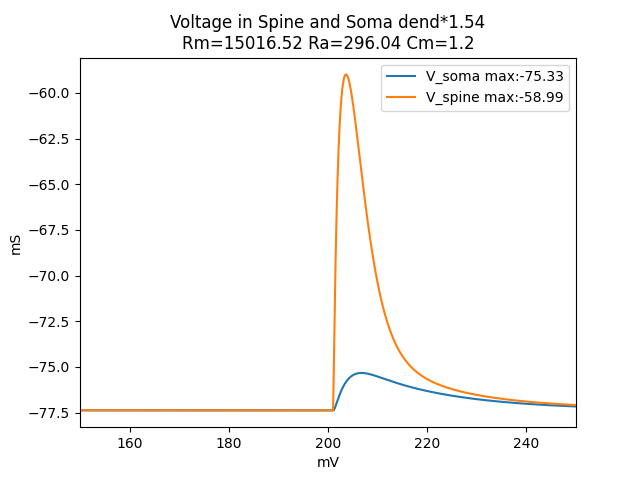 Voltage in Spine and Soma dend*1.54
Rm=15016.52 Ra=296.04 Cm=1.2
V_soma max:-75.33
V_spine max:-58.99
−60.0
−62.5
−65.0
−67.5
−70.0
−72.5
−75.0
−77.5
mS
160
180
200
220
240
mV